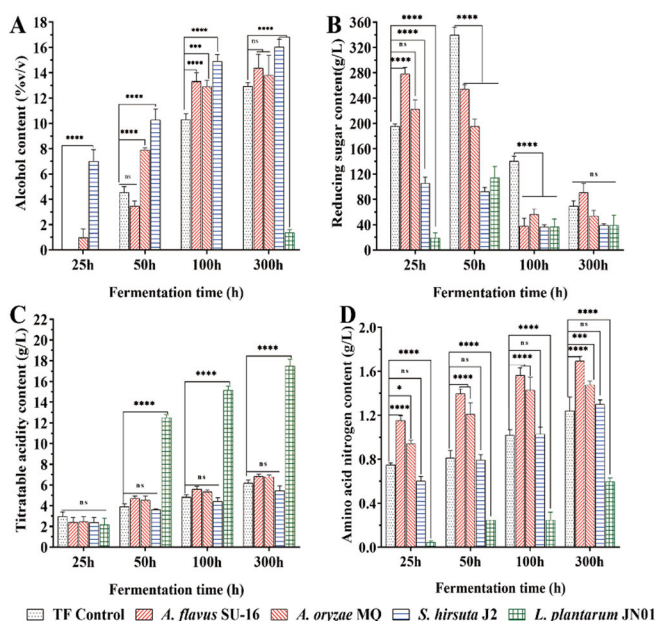 A
Alcohol content (%v/v)
18
16
14
12
10
8
6
4
2
0
****
ns
****
****
****
***
****
ns
****
25h
50h
100h
300h
Fermentation time (h)
B
Reducing sugar content(g/L)
360
320
280
240
200
160
120
80
40
0
****
****
ns
****
****
****
ns
25h
50h
100h
300h
Fermentation time (h)
C
Titratable acidity content (g/L)
22
20
18
16
14
12
10
8
6
4
2
0
ns
****
ns
****
ns
****
ns
25h
50h
100h
300h
Fermentation time (h)
D
Amino acid nitrogen content (g/L)
2.0
1.6
1.2
0.8
0.4
0.0
****
ns
*
****
****
ns
****
****
ns
****
****
ns
***
****
25h
50h
100h
300h
Fermentation time (h)
TF Control A. flavus SU-16 A. oryzae MQ S. hirsuta J2 L. plantarum JN01